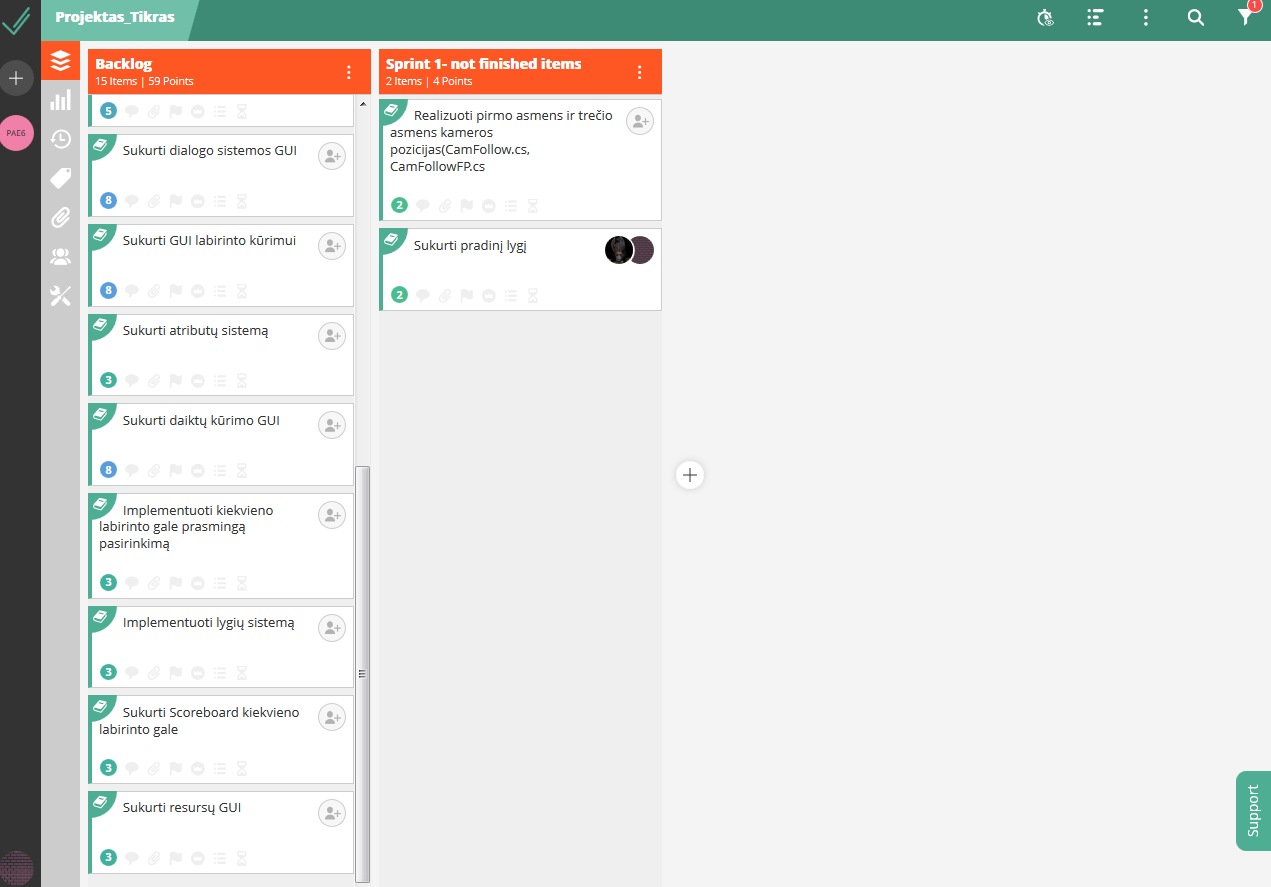 Projektas_Tikras
1
PAE6
Backlog
15 Items | 59 Points
5
Sukurti dialogo sistemos GUI
8
Sukurti GUI labirinto kūrimui
8
Sukurti atributų sistemą
3
Sukurti daiktų kūrimo GUI
8
Implementuoti kiekvieno
labirinto gale prasmingą
pasirinkimą
3
Implementuoti lygių sistemą
3
Sukurti Scoreboard kiekvieno
labirinto gale
3
Sukurti resursų GUI
3
Sprint 1- not finished items
2 Items | 4 Points
Realizuoti pirmo asmens ir trečio
asmens kameros
pozicijas(CamFollow.cs,
CamFollowFP.cs
2
Sukurti pradinį lygį
2
Support